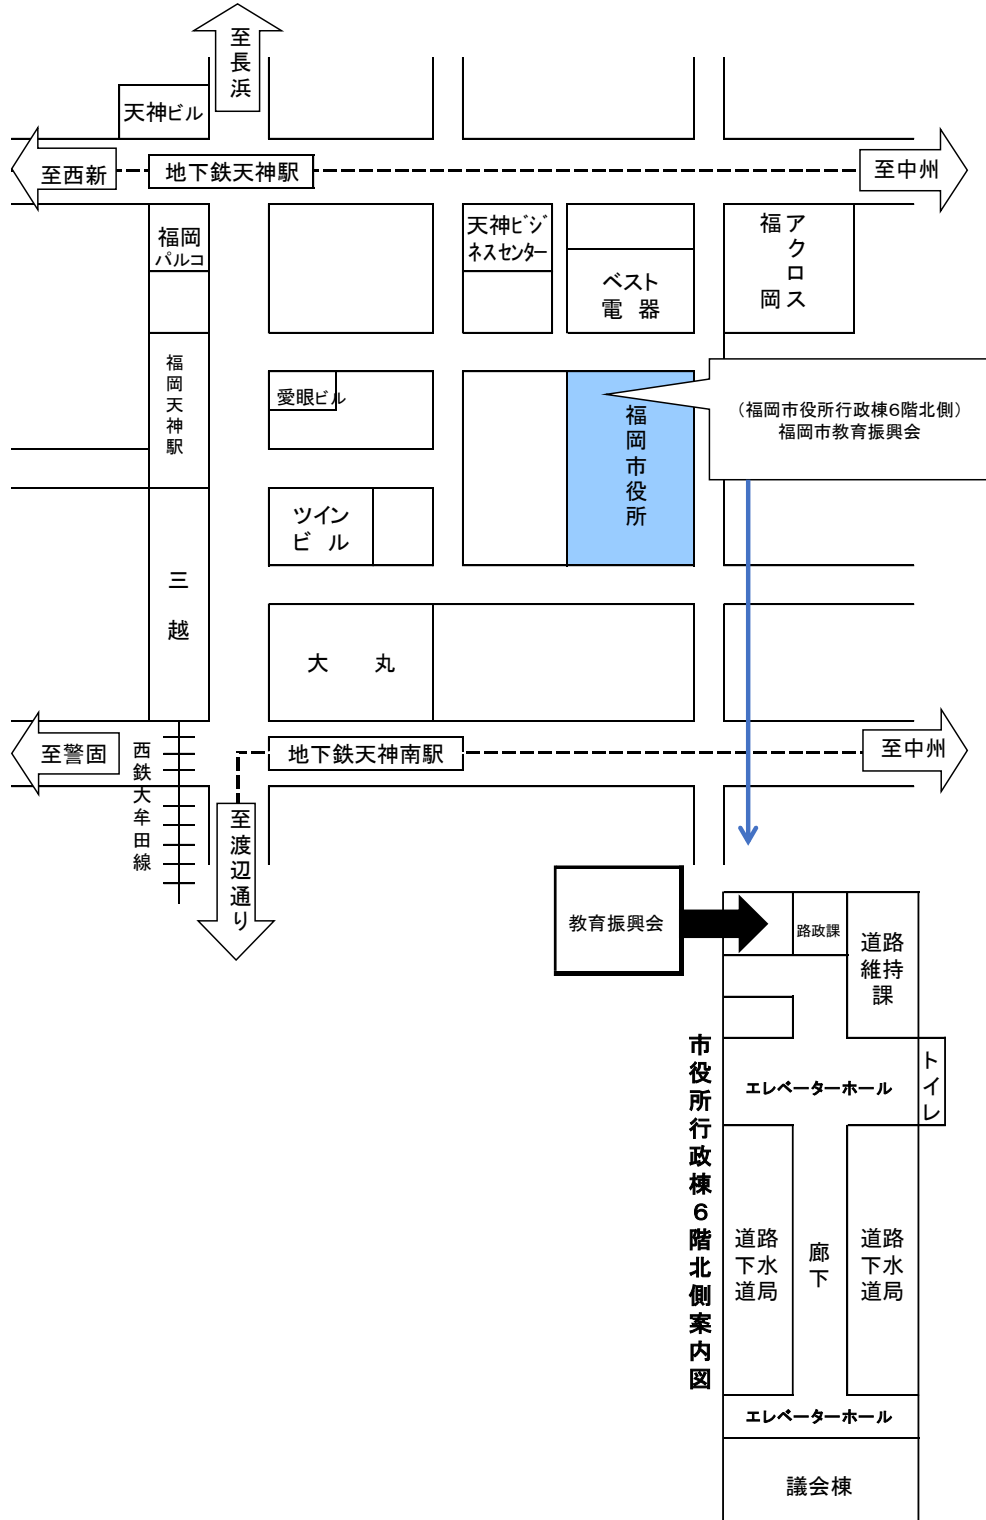 至長浜
天神ビル
至西新
地下鉄天神駅
至中州
福岡
パルコ
天神ビジ
ネスセンター
ベスト
電　器
アクロス
福　岡
福岡天神駅
愛眼ビル
福岡市役所
（福岡市役所行政棟6階北側）
福岡市教育振興会
ツイン
ビ　ル
三　越
大　　丸
至警固
西鉄大牟田線
地下鉄天神南駅
至中州
至渡辺通り
教育振興会
路政課
道路
維持
課
市役所行政棟６階北側案内図
エレベーターホール
トイレ
道路
下水
道局
廊下
道路
下水
道局
エレベーターホール
議会棟